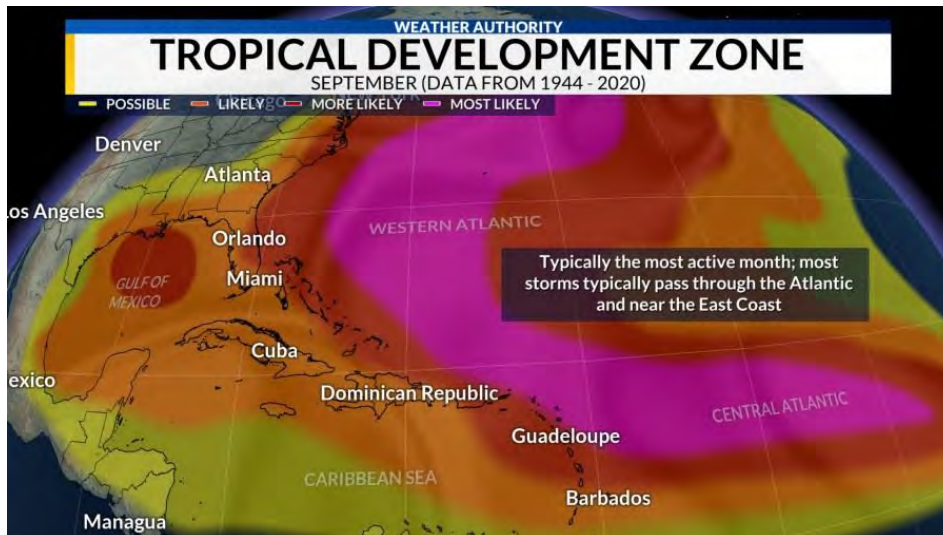 WEATHER AUTHORITY
TROPICAL DEVELOPMENT ZONE
SEPTEMBER (DATA FROM 1944 - 2020)
POSSIBLE LIKELY MORE LIKELY MOST LIKELY
Denver
Atlanta
Los Angeles
WESTERN ATLANTIC
Orlando
Miami
GULF OF
MEXICO
Typically the most active month; most
storms typically pass through the Atlantic
and near the East Coast
Cuba
exico
Dominican Republic
CENTRAL ATLANTIC
Guadeloupe
CARIBBEAN SEA
Barbados
Managua